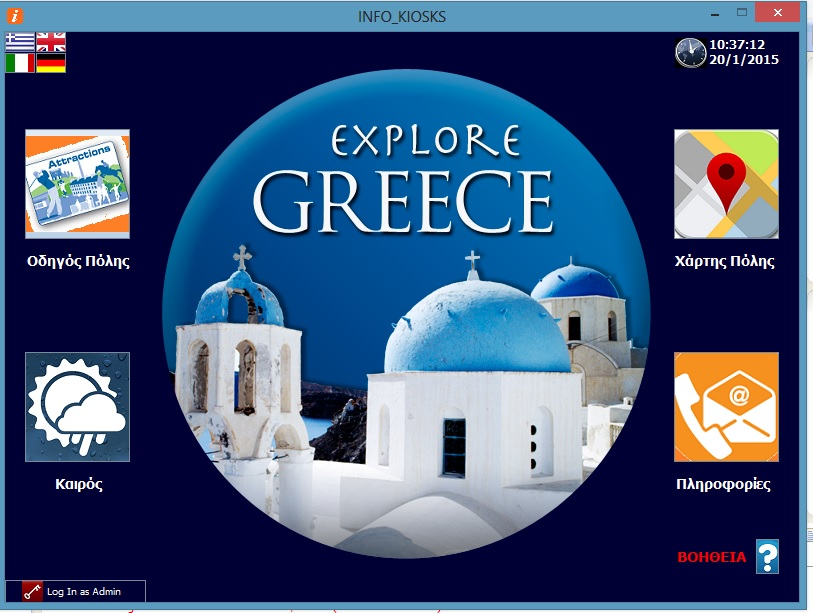 INFO_KIOSKS
10:37:12
20/1/2015
EXPLORE
GREECE
Attractions
Οδηγός Πόλης
Χάρτης Πόλης
@
Καιρός
Πληροφορίες
ΒΟΗΘΕΙΑ ?
Log In as Admin